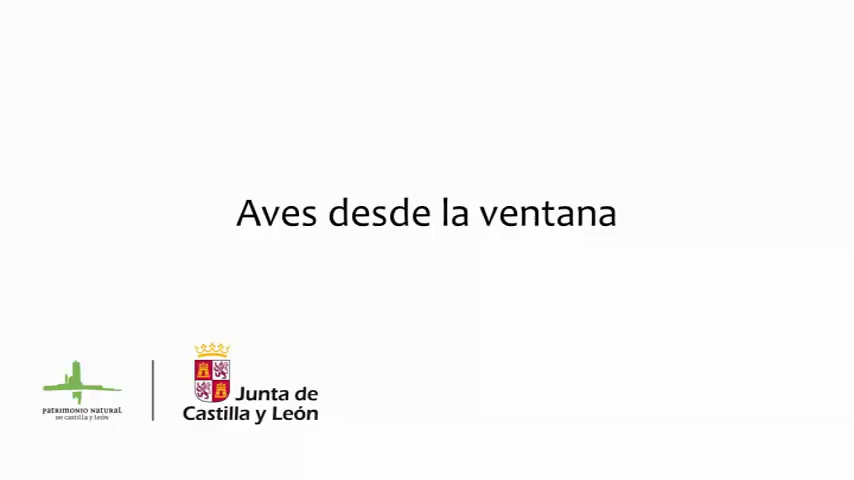 Aves desde la ventana
PATRIMONIO NATURAL
de castilla y león
Junta de
Castilla y León